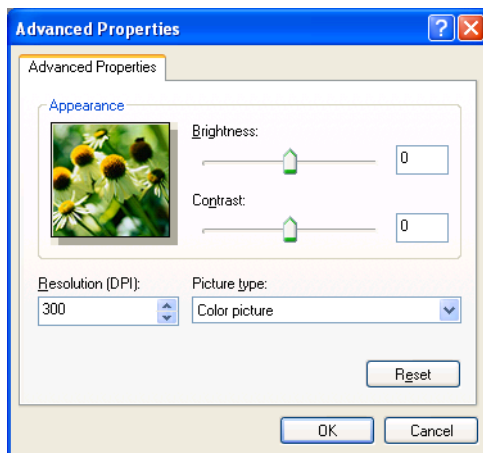 Advanced Properties
Advanced Properties
Appearance
Brightness:
0
Contrast:
0
Resolution (DPI):
Picture type:
300
Color picture
Reset
OK
Cancel